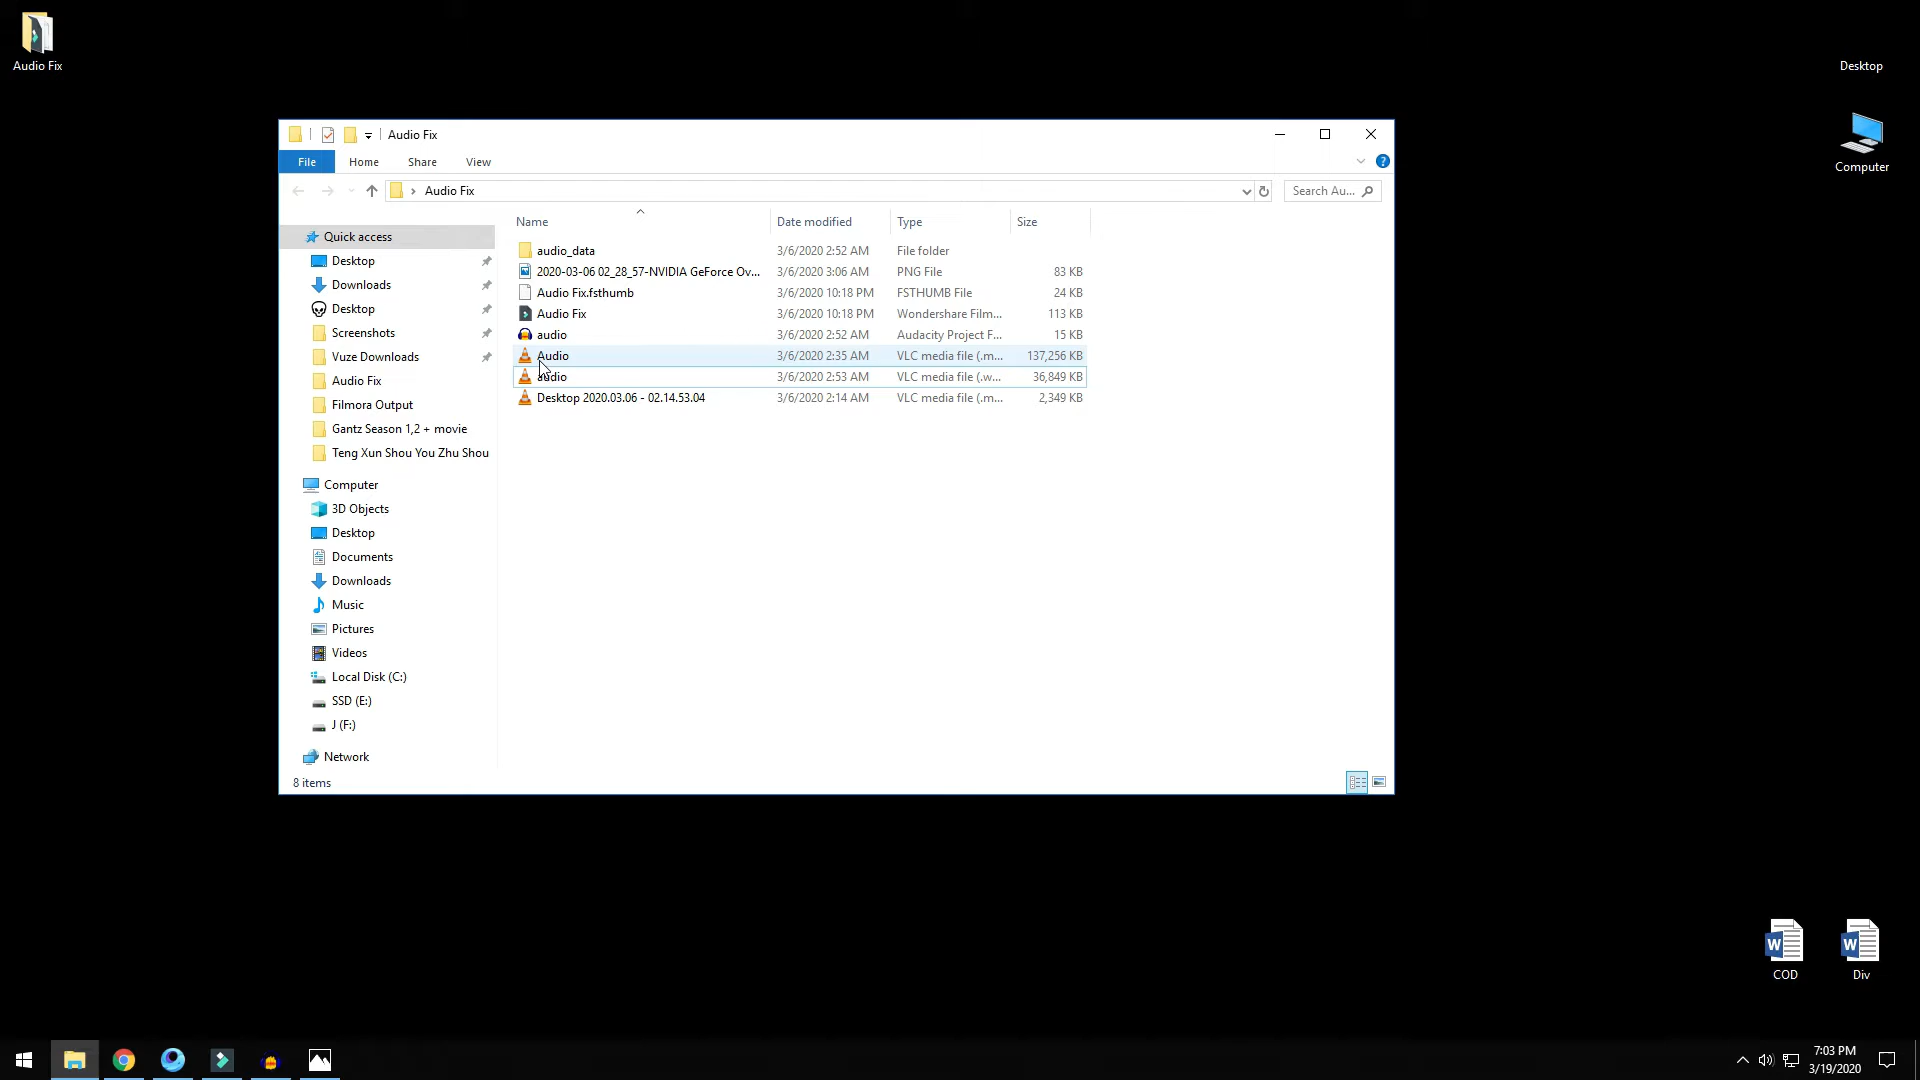 Audio Fix
Desktop
Computer
Audio Fix
File Home Share View
Audio Fix
Search Au...
Name Date modified Type Size
Quick access
Desktop
Downloads
Desktop
Screenshots
Vuze Downloads
Audio Fix
Filmora Output
Gantz Season 1,2 + movie
Teng Xun Shou You Zhu Shou
Computer
3D Objects
Desktop
Documents
Downloads
Music
Pictures
Videos
Local Disk (C:)
SSD (E:)
J (F:)
Network
audio_data 3/6/2020 2:52 AM File folder
2020-03-06 02_28_57-NVIDIA GeForce Ov... 3/6/2020 3:06 AM PNG File 83 KB
Audio Fix.fsthumb 3/6/2020 10:18 PM FSTHUMB File 24 KB
Audio Fix 3/6/2020 10:18 PM Wondershare Film... 113 KB
audio 3/6/2020 2:52 AM Audacity Project F... 15 KB
Audio 3/6/2020 2:35 AM VLC media file (.m... 137,256 KB
audio 3/6/2020 2:53 AM VLC media file (.w... 36,849 KB
Desktop 2020.03.06 - 02.14.53.04 3/6/2020 2:14 AM VLC media file (.m... 2,349 KB
8 items
COD
Div
7:03 PM
3/19/2020